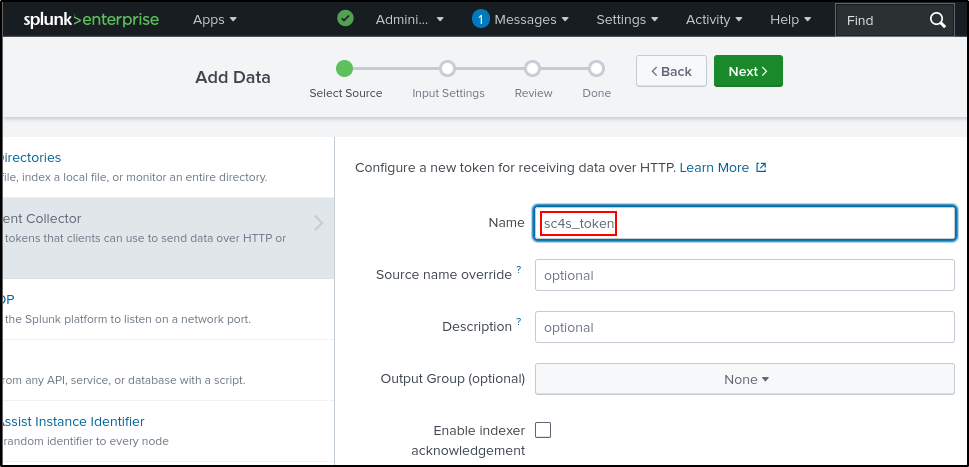 splunk>enterprise Apps Admini... 1 Messages Settings Activity Help Find
Add Data
Select Source Input Settings Review Done
Back Next
irectories
file, index a local file, or monitor an entire directory.
ent Collector
tokens that clients can use to send data over HTTP or
OP
the Splunk platform to listen on a network port.
rom any API, service, or database with a script.
Assist Instance Identifier
random identifier to every node
Configure a new token for receiving data over HTTP. Learn More
Name sc4s_token
Source name override ? optional
Description ? optional
Output Group (optional) None
Enable indexer
acknowledgement